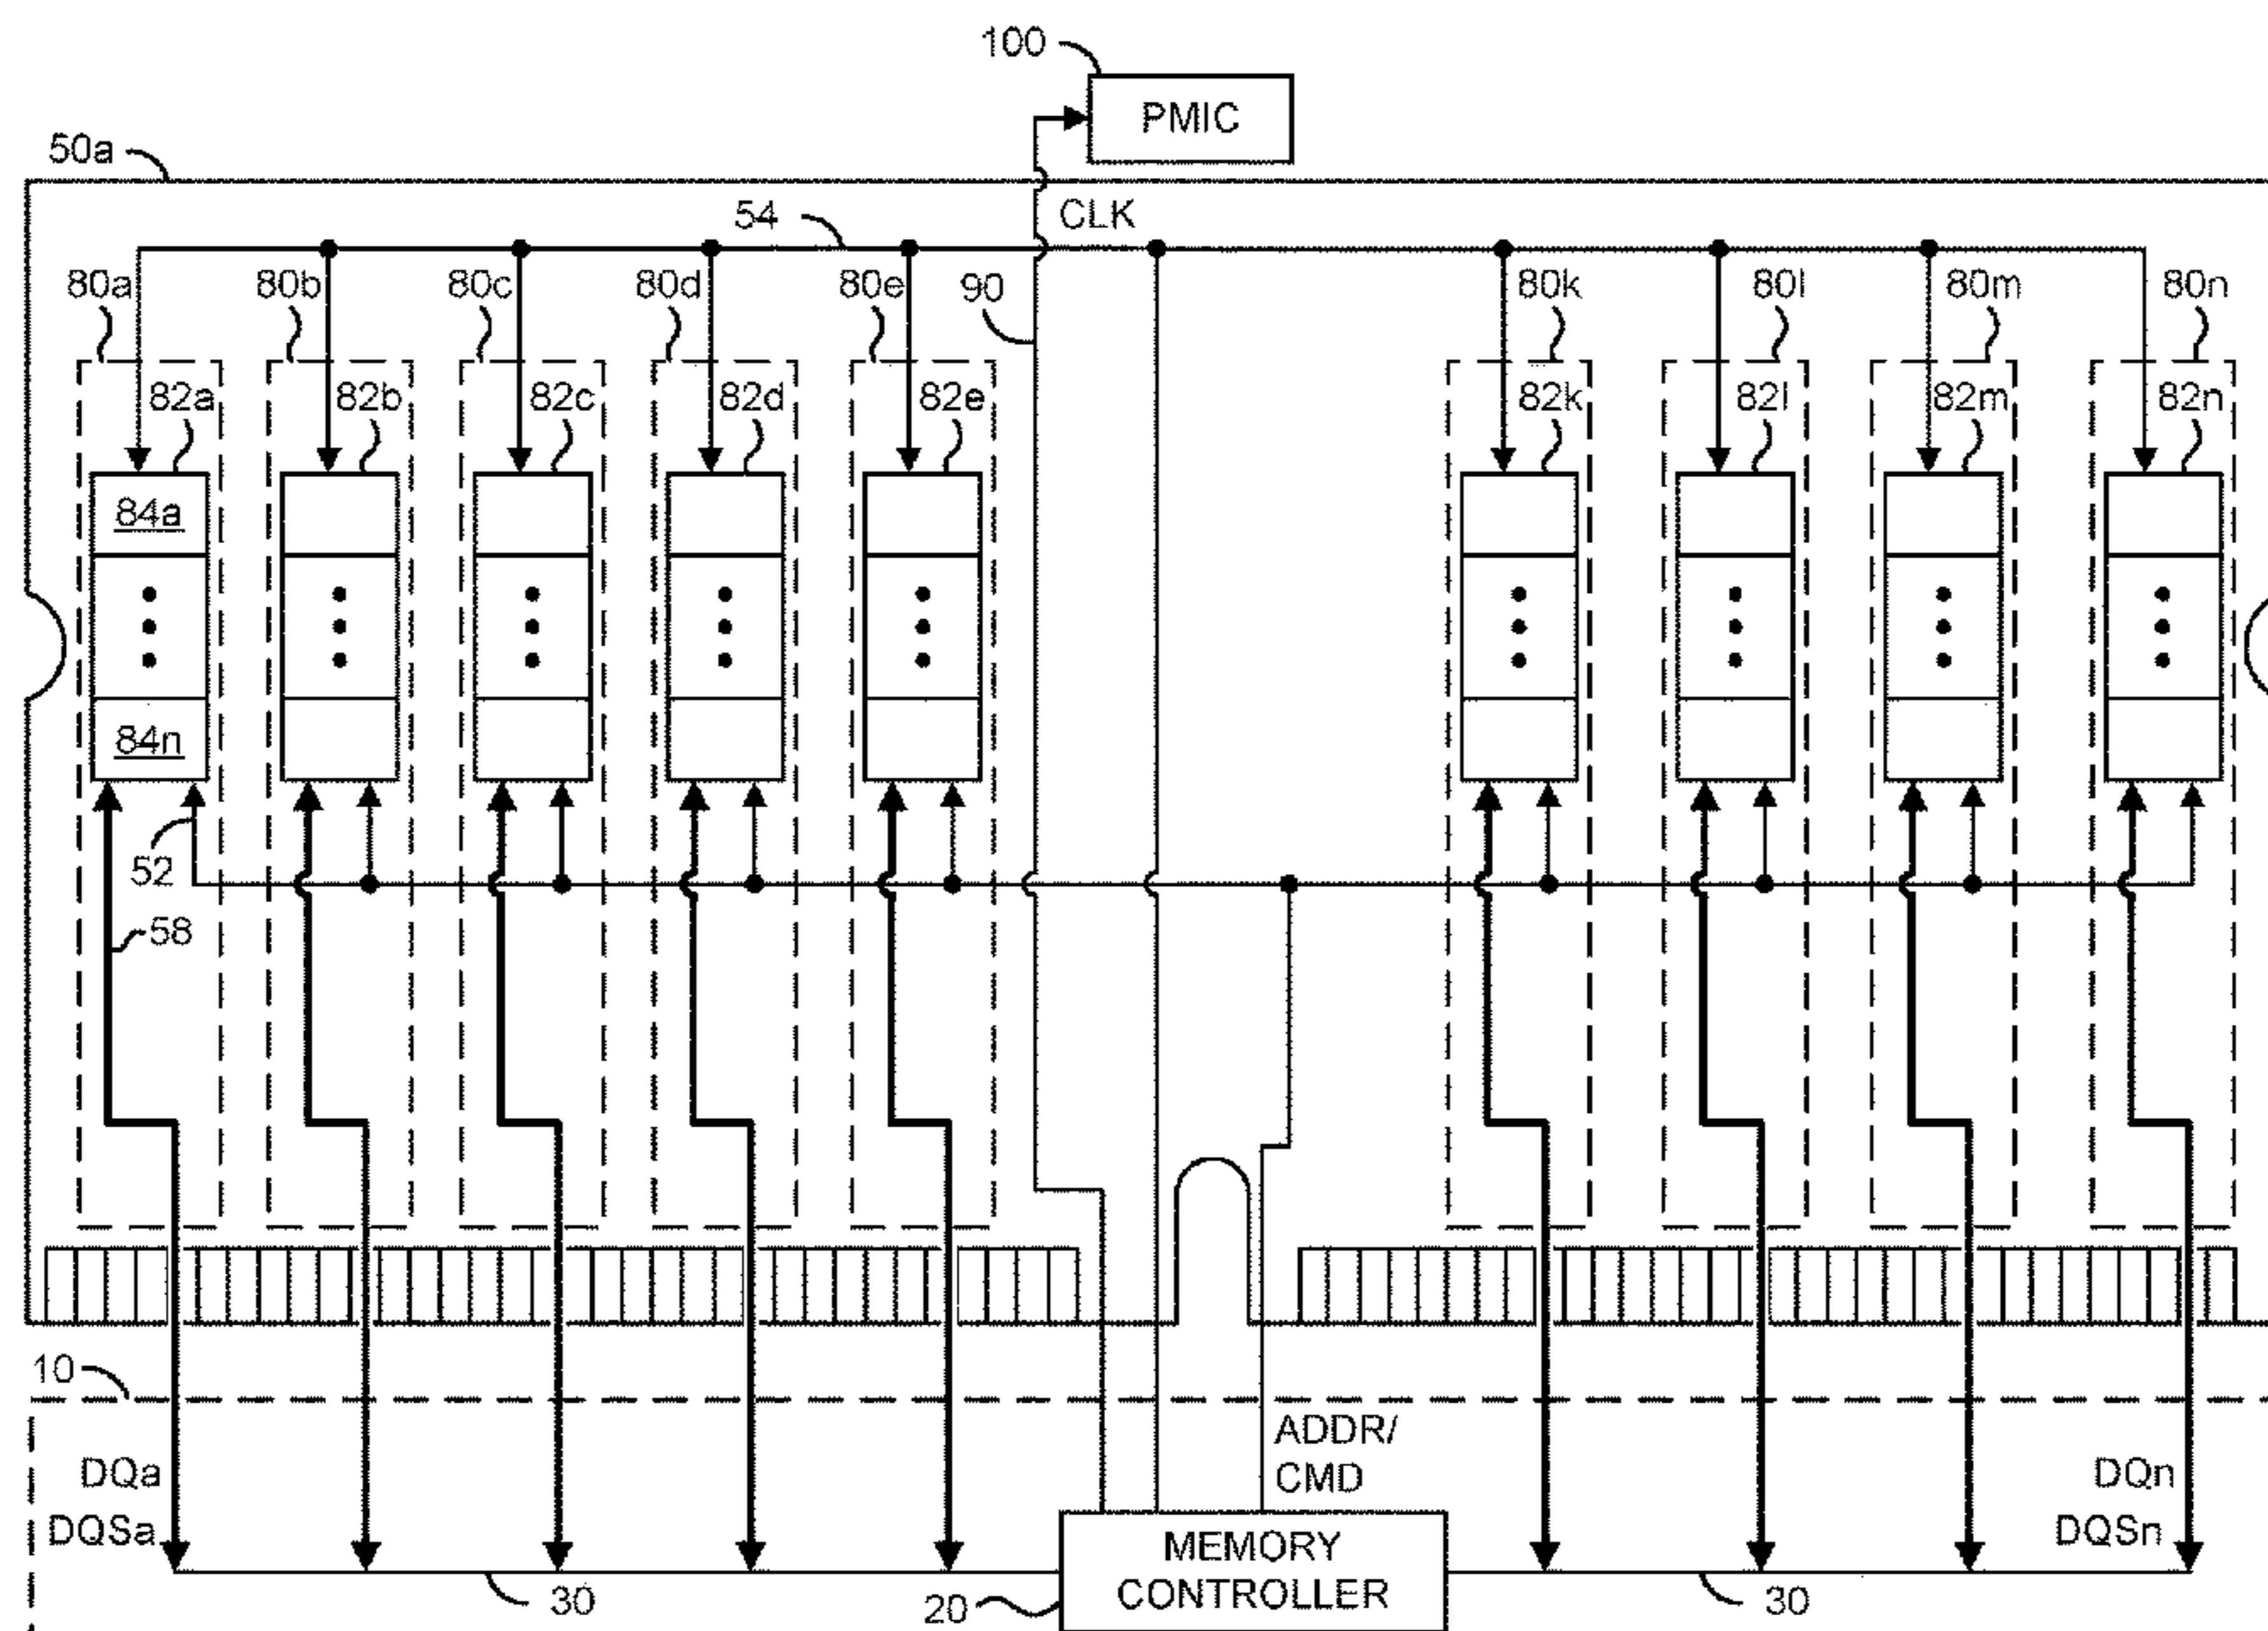 100
PMIC
50a
54
CLK
80a
80b
80c
80d
80e
90
80k
80l
80m
80n
82a
82b
82c
82d
82e
82k
82l
82m
82n
84a
84n
52
58
10
ADDR/
CMD
DQa
DQSa
DQn
DQSn
MEMORY
CONTROLLER
30
20
30